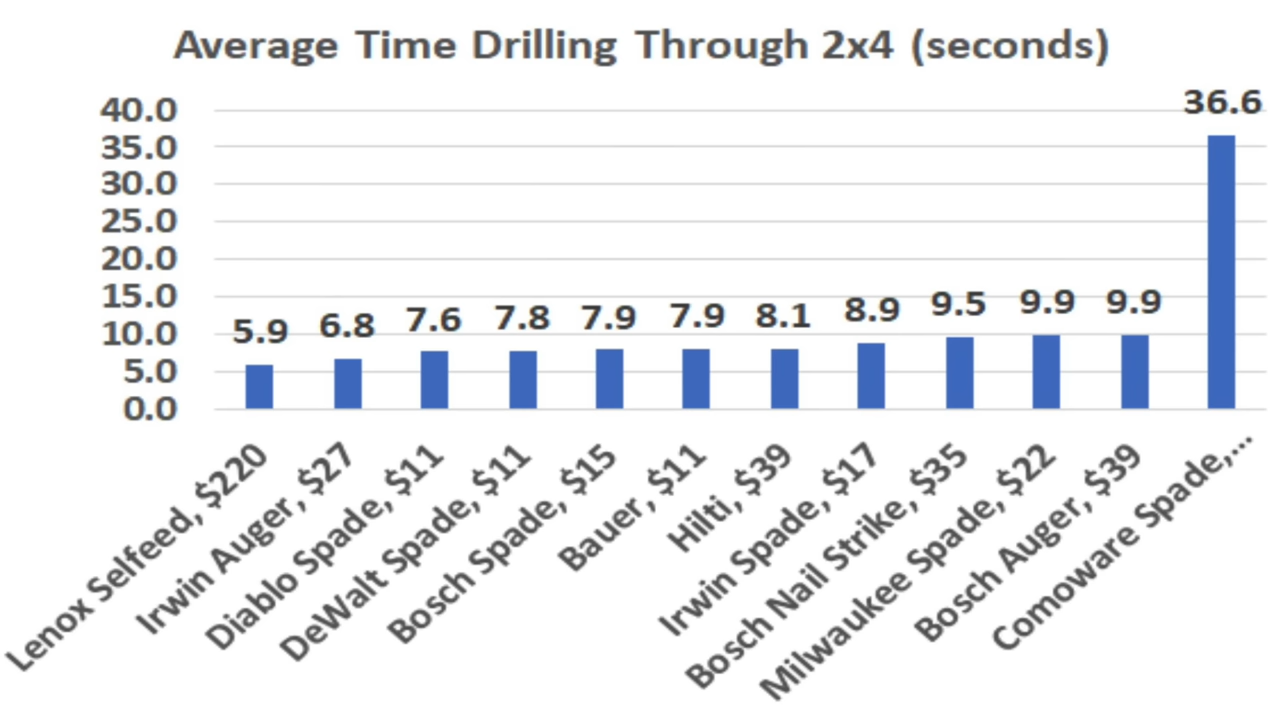 Average Time Drilling Through 2x4 (seconds)
40.0
35.0
30.0
25.0
20.0
15.0
10.0
5.0
0.0
5.9
6.8
7.6
7.8
7.9
7.9
8.1
8.9
9.5
9.9
9.9
36.6
Lenox Selfeed, $220
Irwin Auger, $27
Diablo Spade, $11
DeWalt Spade, $11
Bosch Spade, $15
Bauer, $11
Hilti, $39
Irwin Spade, $17
Bosch Nail Strike, $35
Milwaukee Spade, $22
Bosch Auger, $39
Comoware Spade,...